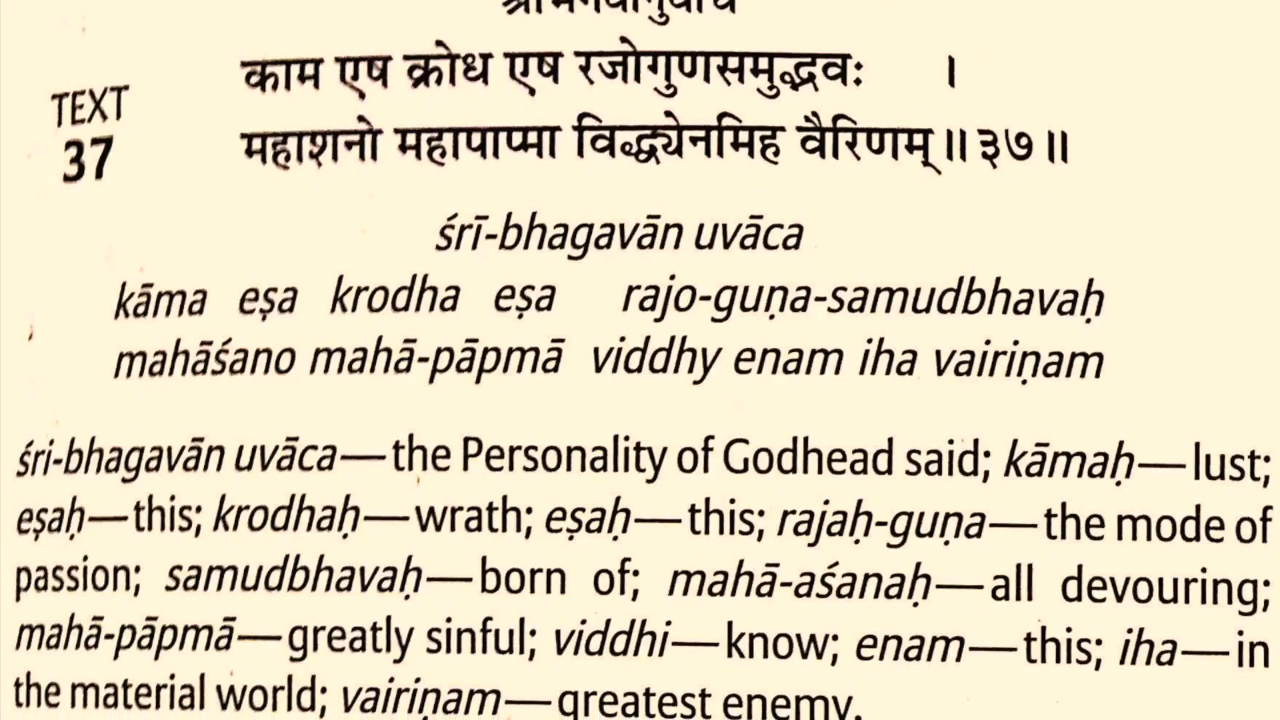 श्रीभगवानुवाच
काम एष क्रोध एष रजोगुणसमुद्भवः ।
TEXT
37
महाशनो महापाप्मा विद्ध्येनमिह वैरिणम् ॥ ३७ ॥
śrī-bhagavān uvāca
kāma eṣa krodha eṣa rajo-guṇa-samudbhavaḥ
mahāśano mahā-pāpmā viddhy enam iha vairiṇam
śri-bhagavān uvāca—the Personality of Godhead said; kāmaḥ—lust;
eṣaḥ—this; krodhaḥ—wrath; eṣaḥ—this; rajaḥ-guṇa—the mode of
passion; samudbhavaḥ—born of; mahā-aśanaḥ—all devouring;
mahā-pāpmā—greatly sinful; viddhi—know; enam—this; iha—in
the material world; vairiṇam—greatest enemy.